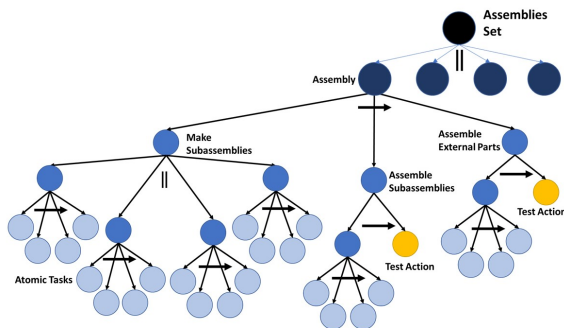 Assemblies
Set
Assembly
Make
Subassemblies
Assemble
External Parts
Assemble
Subassemblies
Test Action
Atomic Tasks
Test Action